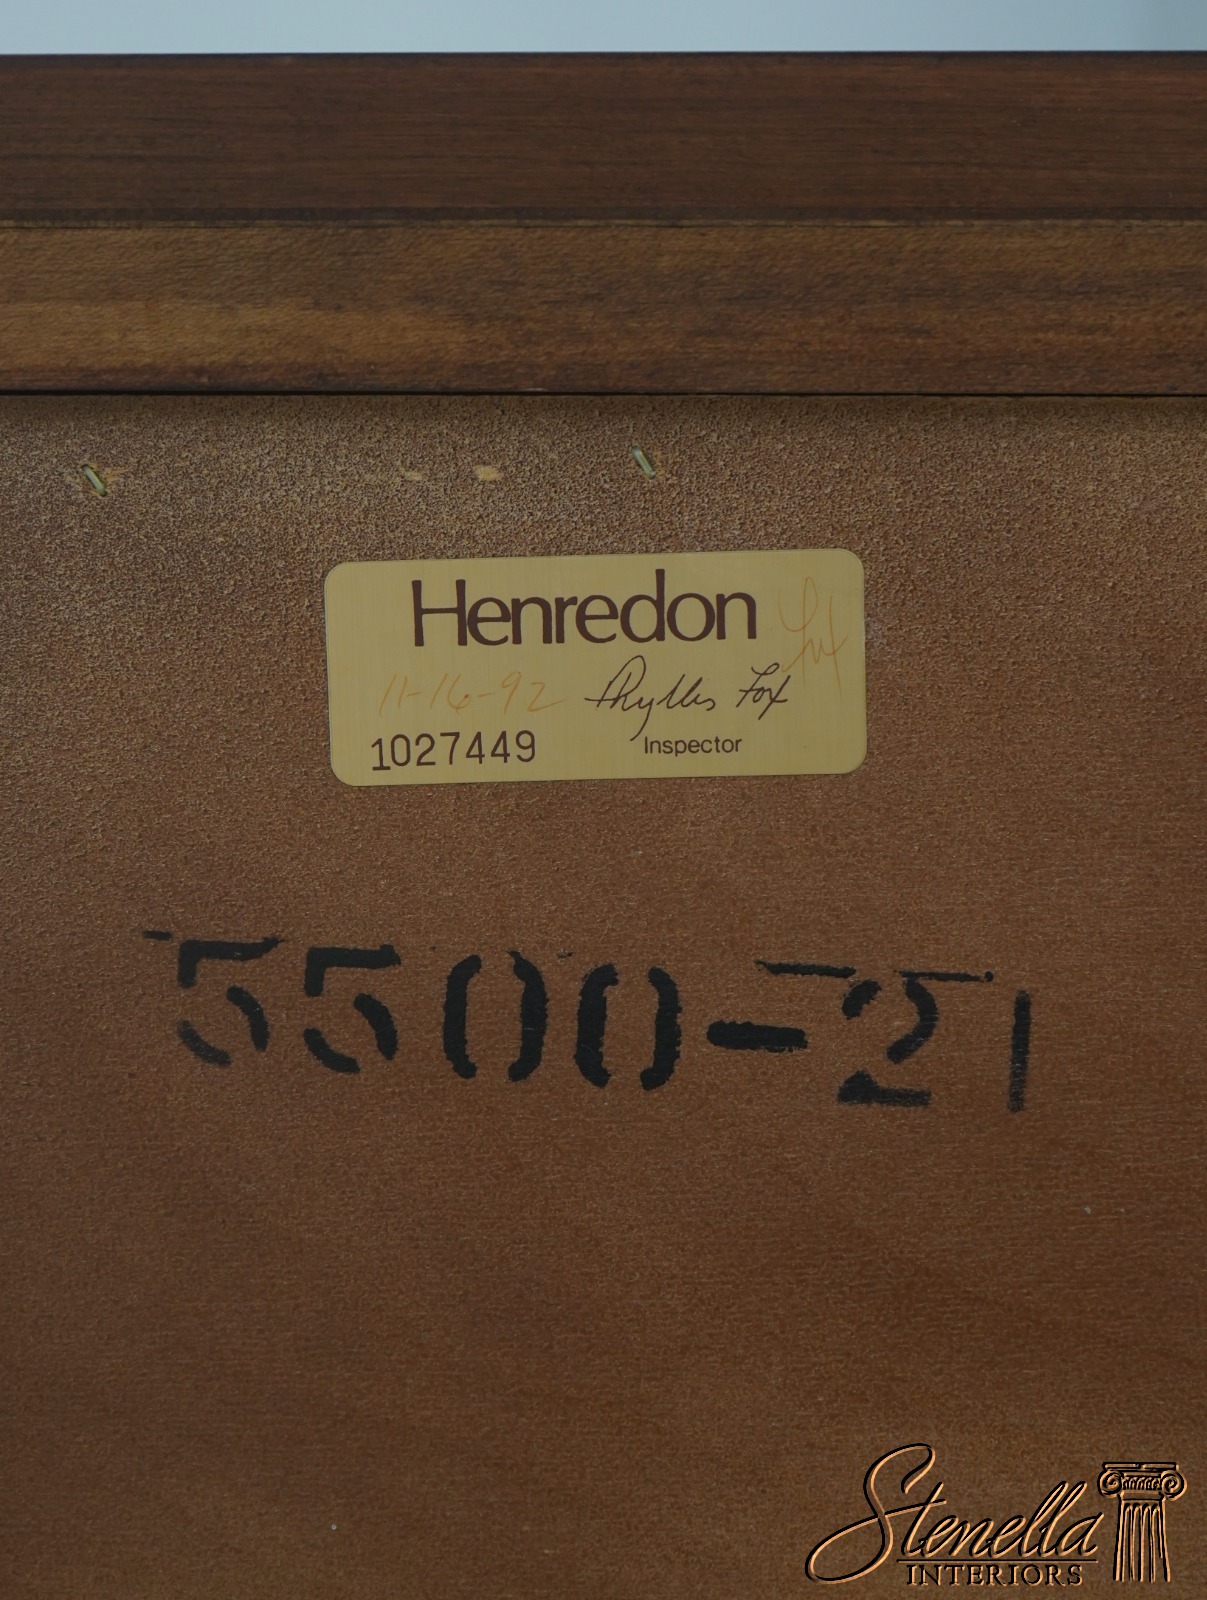 Henredon
11-16-92 Phyllis Fox
1027449 Inspector
5500-21
Stenella
INTERIORS